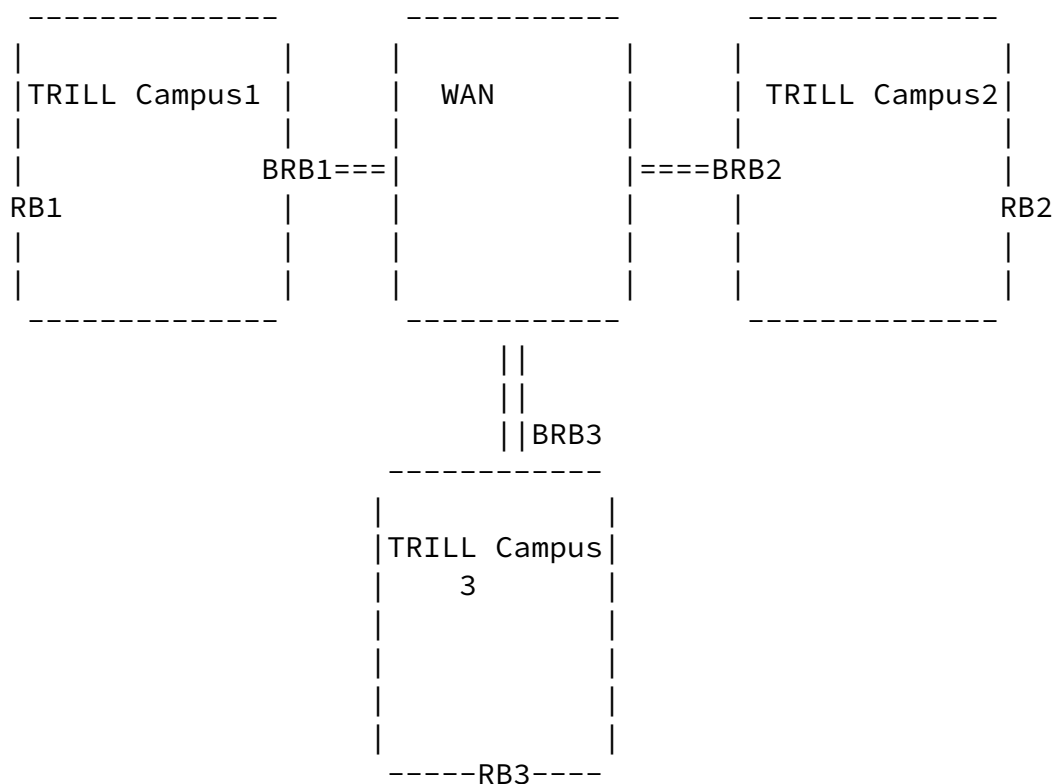 TRILL Campus1 WAN TRILL Campus2
BRB1===| |====BRB2
RB1 RB2
BRB3
TRILL Campus
3
-----RB3----